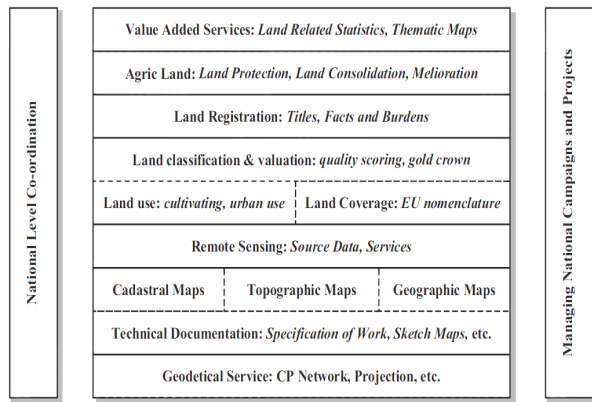 National Level Co-ordination
Value Added Services: Land Related Statistics, Thematic Maps
Agric Land: Land Protection, Land Consolidation, Melioration
Land Registration: Titles, Facts and Burdens
Land classification & valuation: quality scoring, gold crown
Land use: cultivating, urban use
Land Coverage: EU nomenclature
Remote Sensing: Source Data, Services
Cadastral Maps
Topographic Maps
Geographic Maps
Technical Documentation: Specification of Work, Sketch Maps, etc.
Geodetical Service: CP Network, Projection, etc.
Managing National Campaigns and Projects